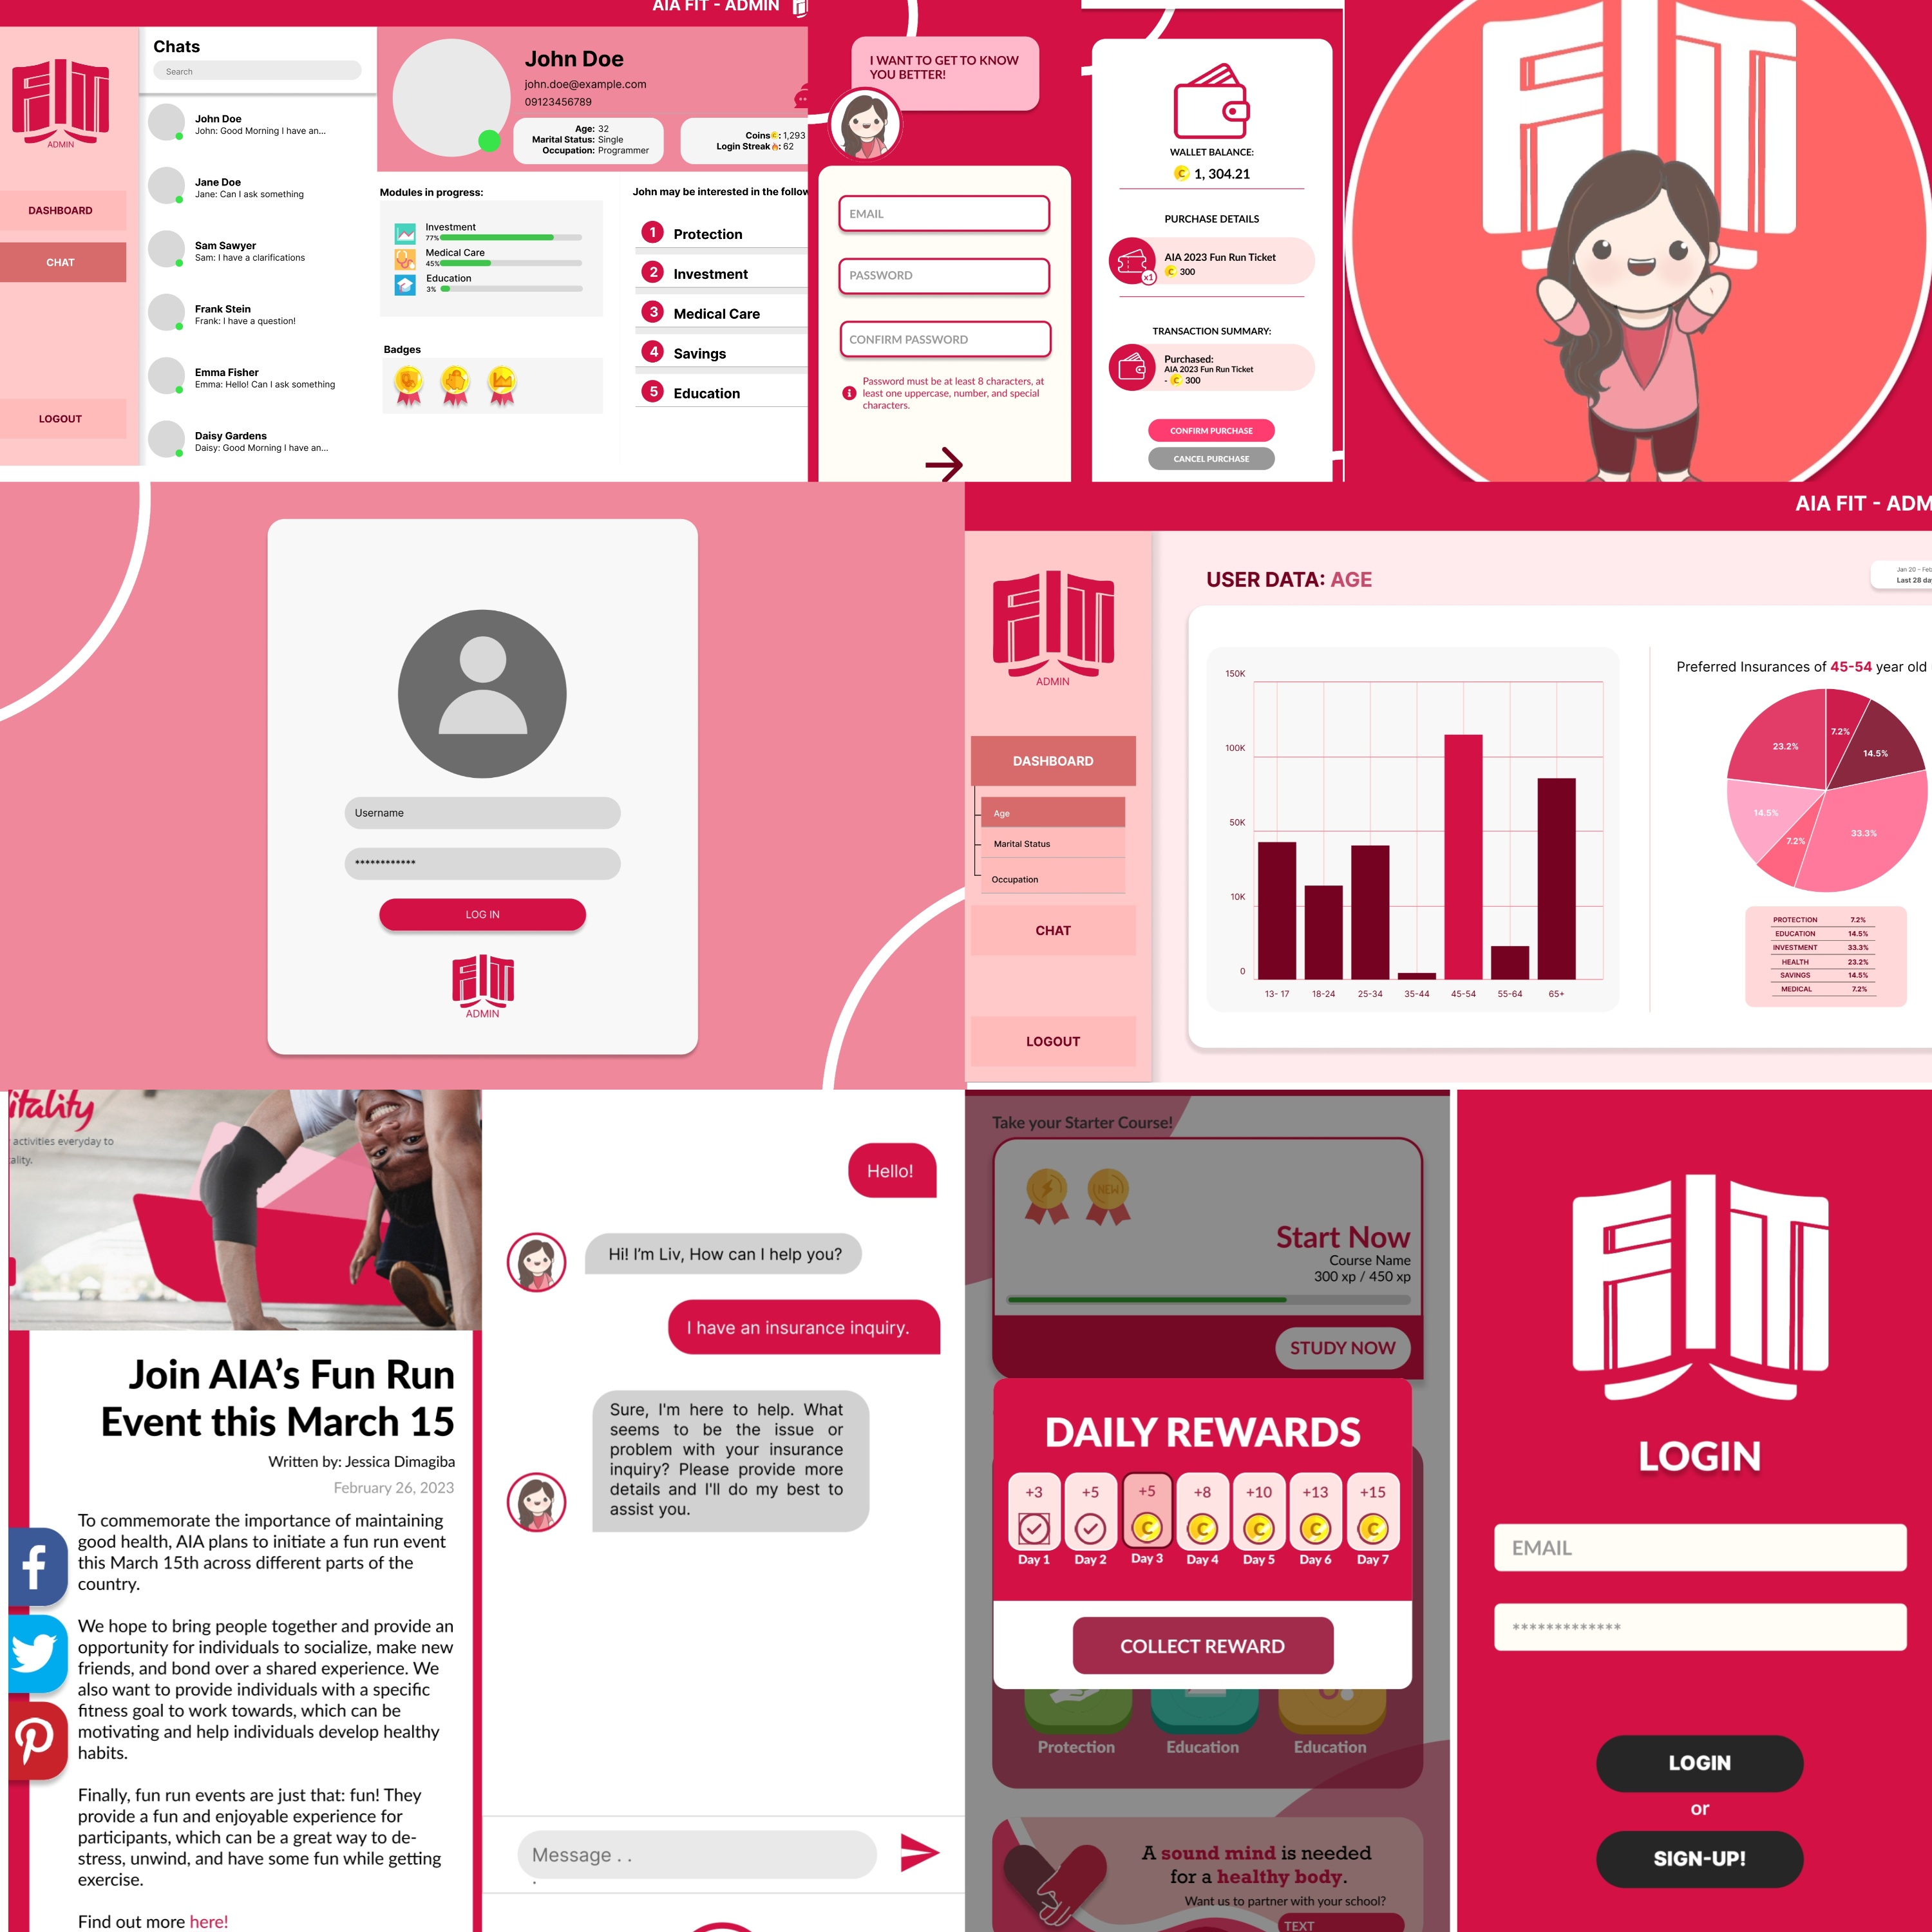 AIA FIT - ADMIN
FIT
ADMIN
DASHBOARD
CHAT
LOGOUT
Chats
Search
John Doe
John: Good Morning I have an...
Jane Doe
Jane: Can I ask something
Sam Sawyer
Sam: I have a clarifications
Frank Stein
Frank: I have a question!
Emma Fisher
Emma: Hello! Can I ask something
Daisy Gardens
Daisy: Good Morning I have an...
John Doe
john.doe@example.com
09123456789
Age: 32
Marital Status: Single
Occupation: Programmer
Coins C: 1,293
Login Streak : 62
Modules in progress:
Investment
77%
Medical Care
45%
Education
3%
Badges
John may be interested in the follow
1 Protection
2 Investment
3 Medical Care
4 Savings
5 Education
I WANT TO GET TO KNOW
YOU BETTER!
EMAIL
PASSWORD
CONFIRM PASSWORD
i Password must be at least 8 characters, at
least one uppercase, number, and special
characters.
WALLET BALANCE:
C 1, 304.21
PURCHASE DETAILS
x1
AIA 2023 Fun Run Ticket
C 300
TRANSACTION SUMMARY:
Purchased:
AIA 2023 Fun Run Ticket
- C 300
CONFIRM PURCHASE
CANCEL PURCHASE
FIT
Username
************
LOG IN
FIT
ADMIN
AIA FIT - ADM
FIT
ADMIN
DASHBOARD
Age
Marital Status
Occupation
CHAT
LOGOUT
USER DATA: AGE
Jan 20 - Feb
Last 28 da
150K
100K
50K
10K
0
13- 17 18-24 25-34 35-44 45-54 55-64 65+
Preferred Insurances of 45-54 year old
7.2%
14.5%
33.3%
7.2%
14.5%
23.2%
PROTECTION 7.2%
EDUCATION 14.5%
INVESTMENT 33.3%
HEALTH 23.2%
SAVINGS 14.5%
MEDICAL 7.2%
itality
activities everyday to
ality.
Join AIA's Fun Run
Event this March 15
Written by: Jessica Dimagiba
February 26, 2023
To commemorate the importance of maintaining
good health, AIA plans to initiate a fun run event
this March 15th across different parts of the
country.
We hope to bring people together and provide an
opportunity for individuals to socialize, make new
friends, and bond over a shared experience. We
also want to provide individuals with a specific
fitness goal to work towards, which can be
motivating and help individuals develop healthy
habits.
Finally, fun run events are just that: fun! They
provide a fun and enjoyable experience for
participants, which can be a great way to de-
stress, unwind, and have some fun while getting
exercise.
Find out more here!
Hello!
Hi! I'm Liv, How can I help you?
I have an insurance inquiry.
Sure, I'm here to help. What
seems to be the issue or
problem with your insurance
inquiry? Please provide more
details and I'll do my best to
assist you.
Message . .
.
Take your Starter Course!
NEW
Start Now
Course Name
300 xp / 450 xp
STUDY NOW
DAILY REWARDS
+3 +5 +5 +8 +10 +13 +15
C C C C C
Day 1 Day 2 Day 3 Day 4 Day 5 Day 6 Day 7
COLLECT REWARD
Protection Education Education
A sound mind is needed
for a healthy body.
Want us to partner with your school?
TEXT
FIT
LOGIN
EMAIL
*************
LOGIN
or
SIGN-UP!